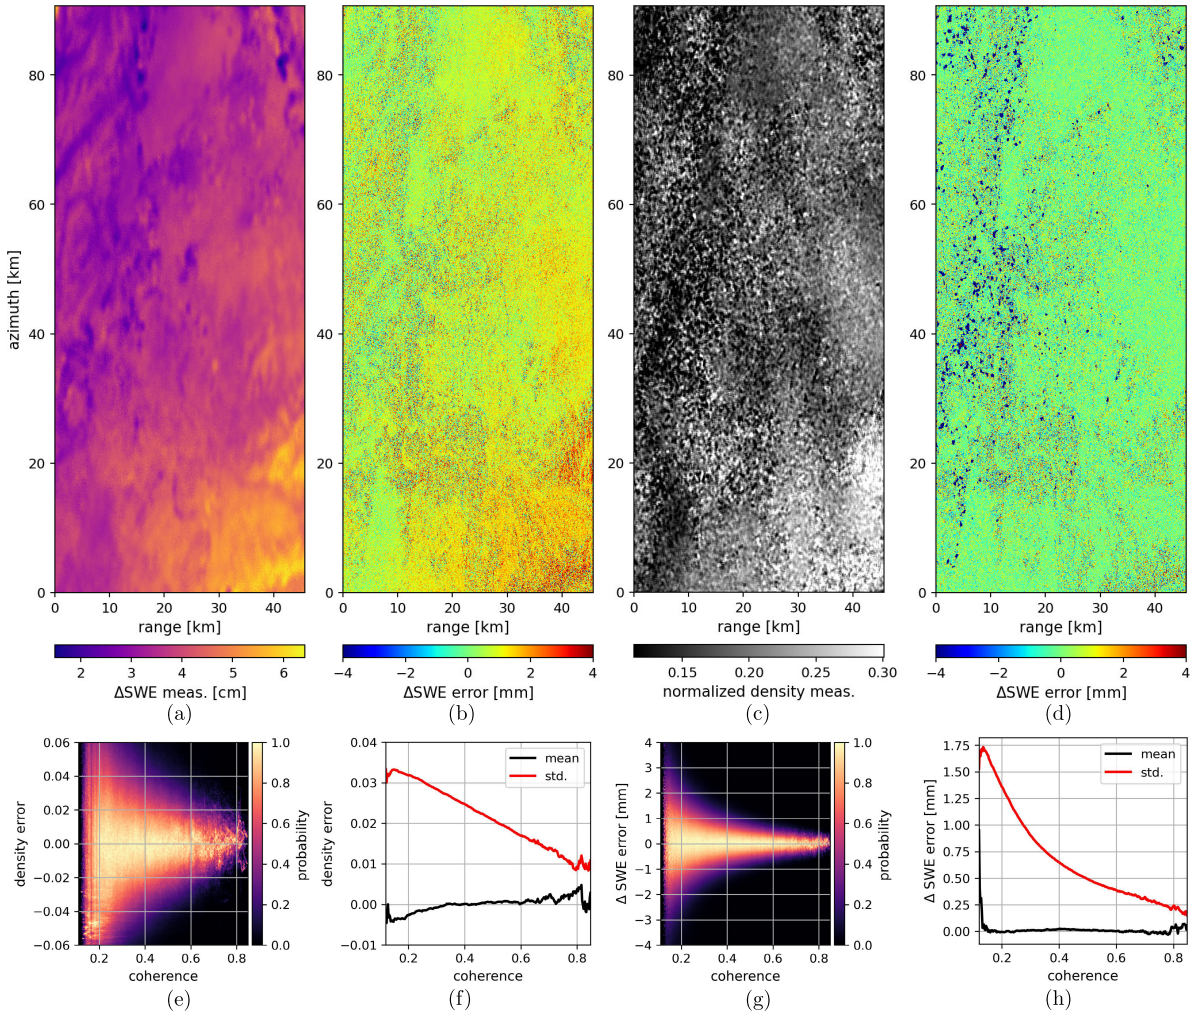 80
60
40
20
0
azimuth [km]
0 10 20 30 40
range [km]
2 3 4 5 6
ΔSWE meas. [cm]
(a)
80
60
40
20
0
0 10 20 30 40
range [km]
−4 −2 0 2 4
ΔSWE error [mm]
(b)
80
60
40
20
0
0 10 20 30 40
range [km]
0.15 0.20 0.25 0.30
normalized density meas.
(c)
80
60
40
20
0
0 10 20 30 40
range [km]
−4 −2 0 2 4
ΔSWE error [mm]
(d)
0.06
0.04
0.02
0.00
−0.02
−0.04
−0.06
density error
0.2 0.4 0.6 0.8
coherence
1.0
0.8
0.6
0.4
0.2
0.0
probability
(e)
0.04
0.03
0.02
0.01
0.00
−0.01
density error
mean
std.
0.2 0.4 0.6 0.8
coherence
(f)
4
3
2
1
0
−1
−2
−3
−4
Δ SWE error [mm]
0.2 0.4 0.6 0.8
coherence
1.0
0.8
0.6
0.4
0.2
0.0
probability
(g)
1.75
1.50
1.25
1.00
0.75
0.50
0.25
0.00
Δ SWE error [mm]
mean
std.
0.2 0.4 0.6 0.8
coherence
(h)